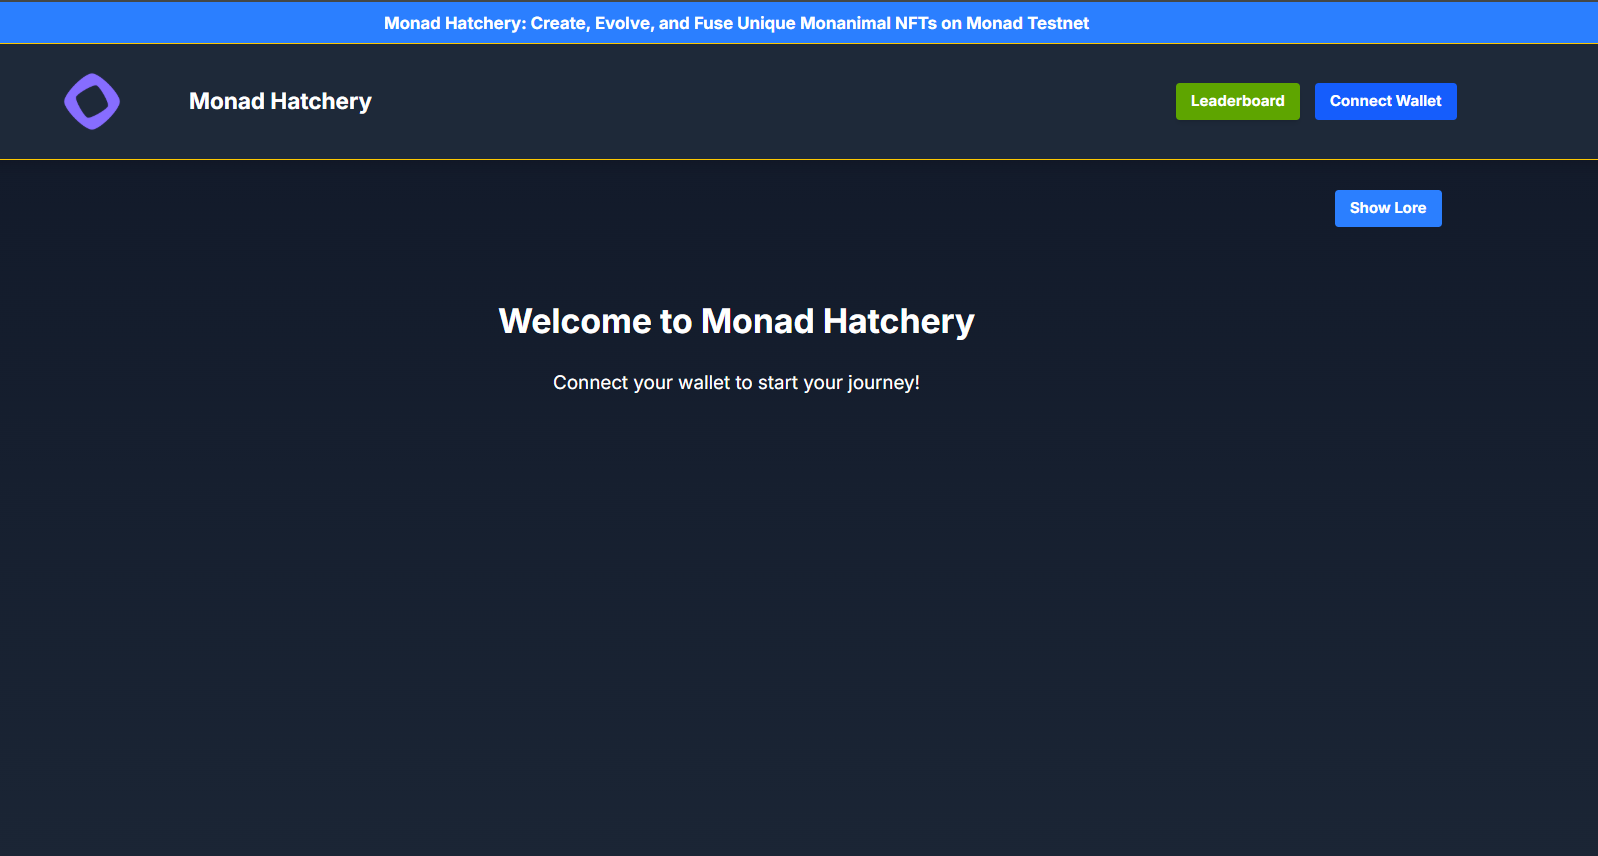 Monad Hatchery: Create, Evolve, and Fuse Unique Monanimal NFTs on Monad Testnet
Monad Hatchery
Leaderboard
Connect Wallet
Show Lore
Welcome to Monad Hatchery
Connect your wallet to start your journey!